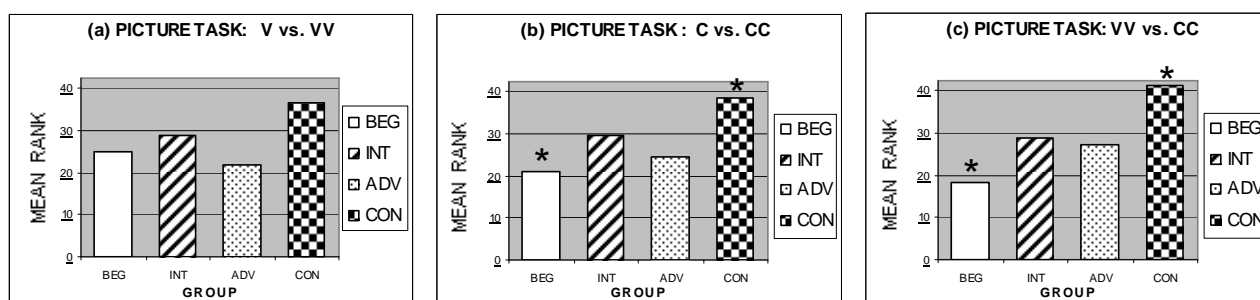 (a) PICTURE TASK: V vs. VV
MEAN RANK
40
30
20
10
0
BEG INT ADV CON
GROUP
BEG
INT
ADV
CON
(b) PICTURE TASK : C vs. CC
MEAN RANK
40
30
20
10
0
* *
BEG INT ADV CON
GROUP
BEG
INT
ADV
CON
(c) PICTURE TASK: VV vs. CC
MEAN RANK
40
30
20
10
0
* *
BEG INT ADV CON
GROUP
BEG
INT
ADV
CON